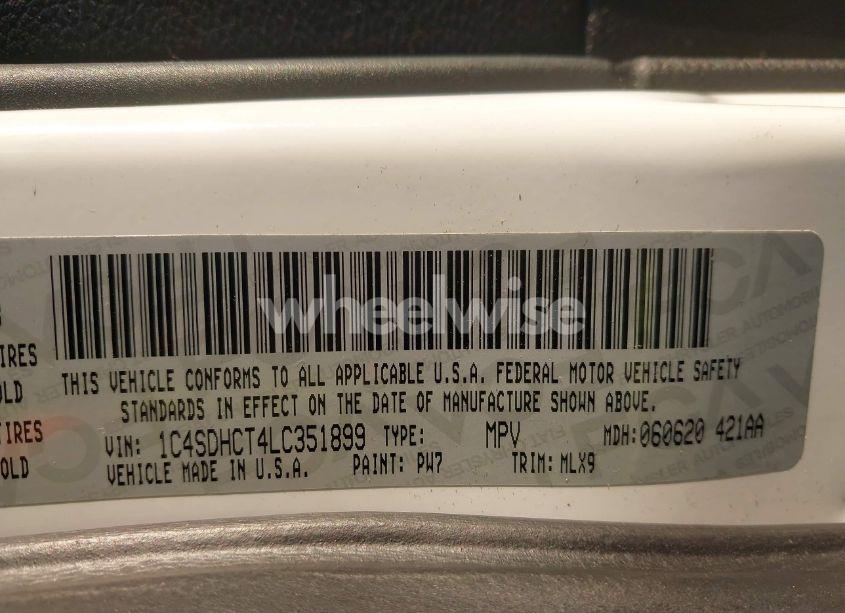 wheelwise
IRES
OLD
TIRES
OLD
THIS VEHICLE CONFORMS TO ALL APPLICABLE U.S.A. FEDERAL MOTOR VEHICLE SAFETY
STANDARDS IN EFFECT ON THE DATE OF MANUFACTURE SHOWN ABOVE.
VIN: 1C4SDHCT4LC351899 TYPE: MPV MDH:060620 421AA
VEHICLE MADE IN U.S.A. PAINT: PW7 TRIM: MLX9